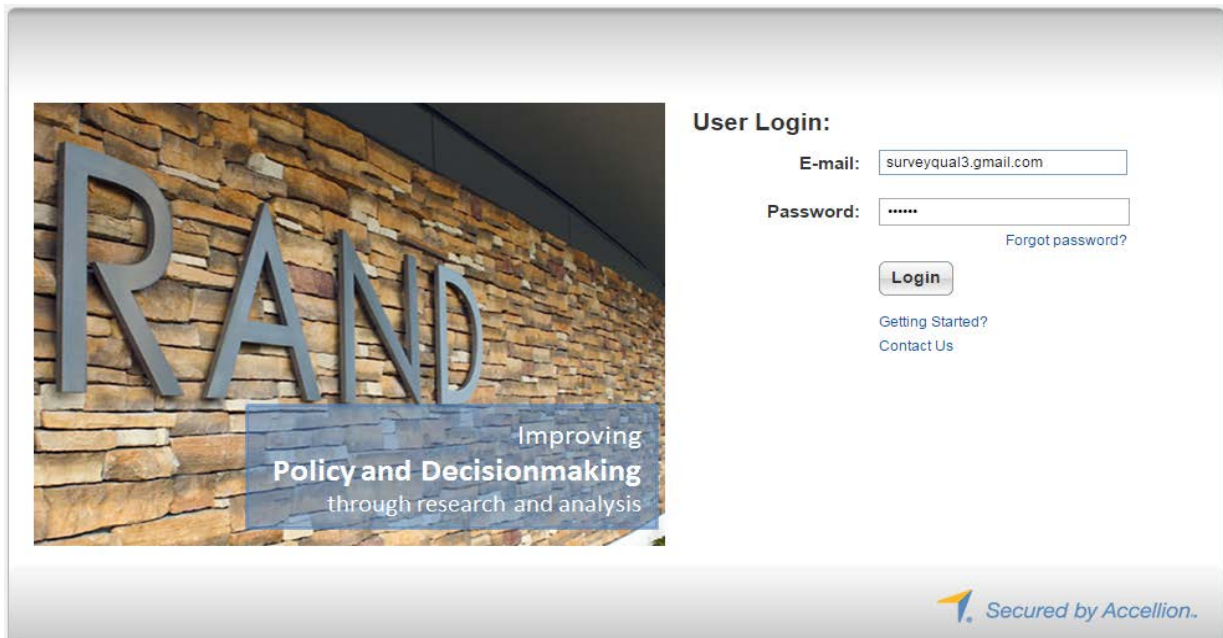 RAND
Improving
Policy and Decisionmaking
through research and analysis
User Login:
E-mail: surveyqual3.gmail.com
Password: ••••••
Forgot password?
Login
Getting Started?
Contact Us
Secured by Accellion™